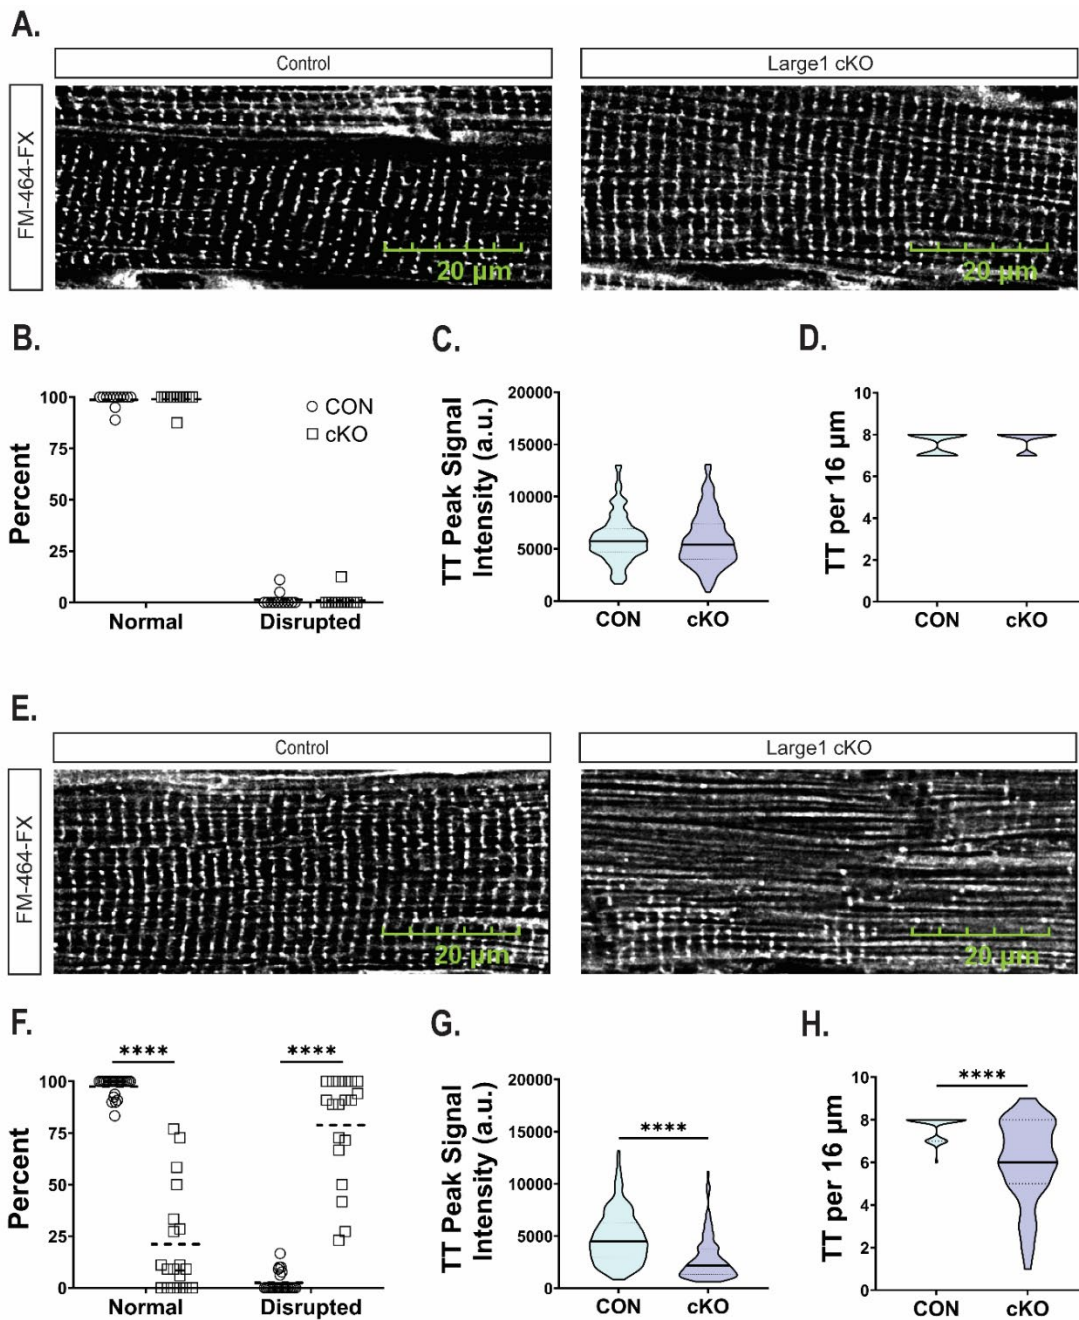 A.
Control
Large1 cKO
FM-464-FX
20 µm
20 µm
B.
C.
D.
Percent
100
75
50
25
0
CON
cKO
Normal
Disrupted
TT Peak Signal
Intensity (a.u.)
20000
15000
10000
5000
0
CON
cKO
TT per 16 µm
10
8
6
4
2
0
CON
cKO
E.
Control
Large1 cKO
FM-464-FX
20 µm
20 µm
F.
G.
H.
Percent
100
75
50
25
0
****
****
Normal
Disrupted
TT Peak Signal
Intensity (a.u.)
20000
15000
10000
5000
0
****
CON
cKO
TT per 16 µm
10
8
6
4
2
0
****
CON
cKO